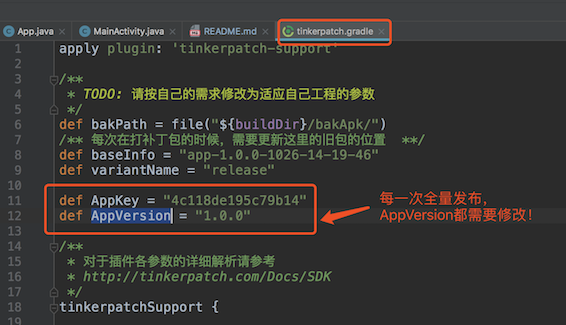 App.java × MainActivity.java × README.md × tinkerpatch.gradle ×
1 apply plugin: 'tinkerpatch-support'
2
3 /**
4 * TODO: 请按自己的需求修改为适应自己工程的参数
5 */
6 def bakPath = file("${buildDir}/bakApk/")
7 /** 每次在打补丁包的时候，需要更新这里的旧包的位置 **/
8 def baseInfo = "app-1.0.0-1026-14-19-46"
9 def variantName = "release"
10
11 def AppKey = "4c118de195c79b14"
12 def AppVersion = "1.0.0"
每一次全量发布，
AppVersion都需要修改！
13
14 /**
15 * 对于插件各参数的详细解析请参考
16 * http://tinkerpatch.com/Docs/SDK
17 */
18 tinkerpatchSupport {